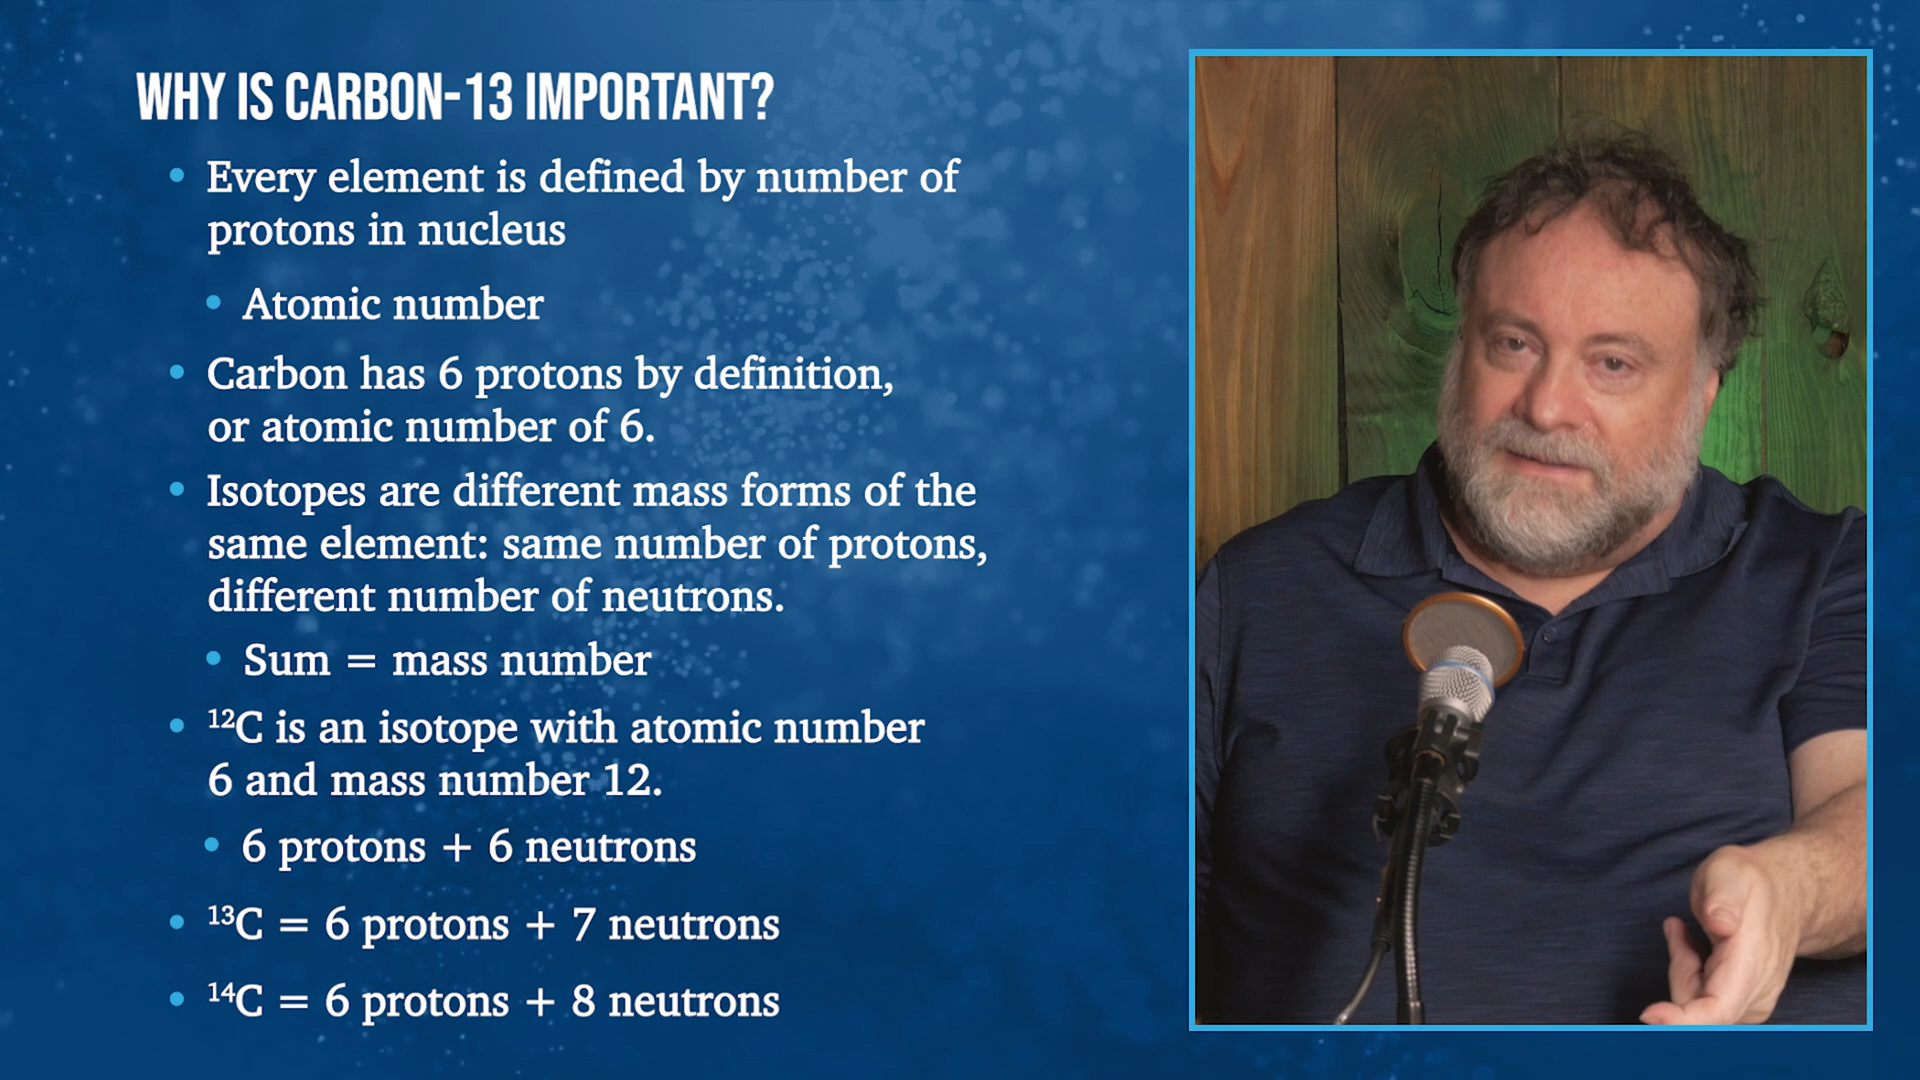 WHY IS CARBON-13 IMPORTANT?
• Every element is defined by number of
protons in nucleus
• Atomic number
• Carbon has 6 protons by definition,
or atomic number of 6.
• Isotopes are different mass forms of the
same element: same number of protons,
different number of neutrons.
• Sum = mass number
• ¹²C is an isotope with atomic number
6 and mass number 12.
• 6 protons + 6 neutrons
• ¹³C = 6 protons + 7 neutrons
• ¹⁴C = 6 protons + 8 neutrons